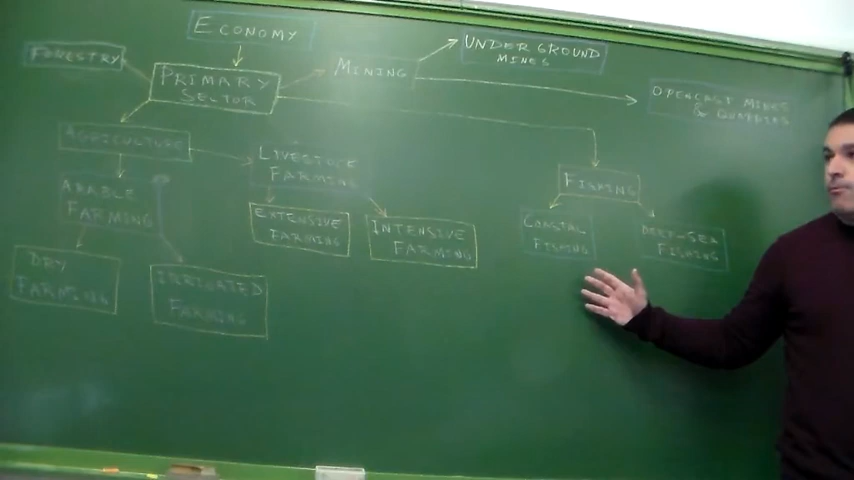 ECONOMY
FORESTRY
PRIMARY
SECTOR
MINING
UNDERGROUND
MINES
OPENCAST MINES
& QUARRIES
AGRICULTURE
LIVESTOCK
FARMING
ARABLE
FARMING
EXTENSIVE
FARMING
INTENSIVE
FARMING
FISHING
COASTAL
FISHING
DEEP-SEA
FISHING
DRY
FARMING
IRRIGATED
FARMING